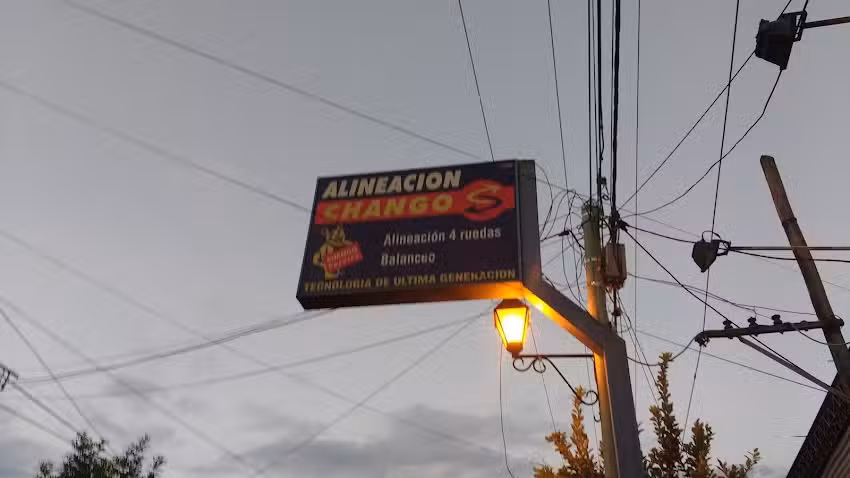 ALINEACION
CHANGO S
Alineación 4 ruedas
Balanceo
TECNOLOGIA DE ULTIMA GENERACION